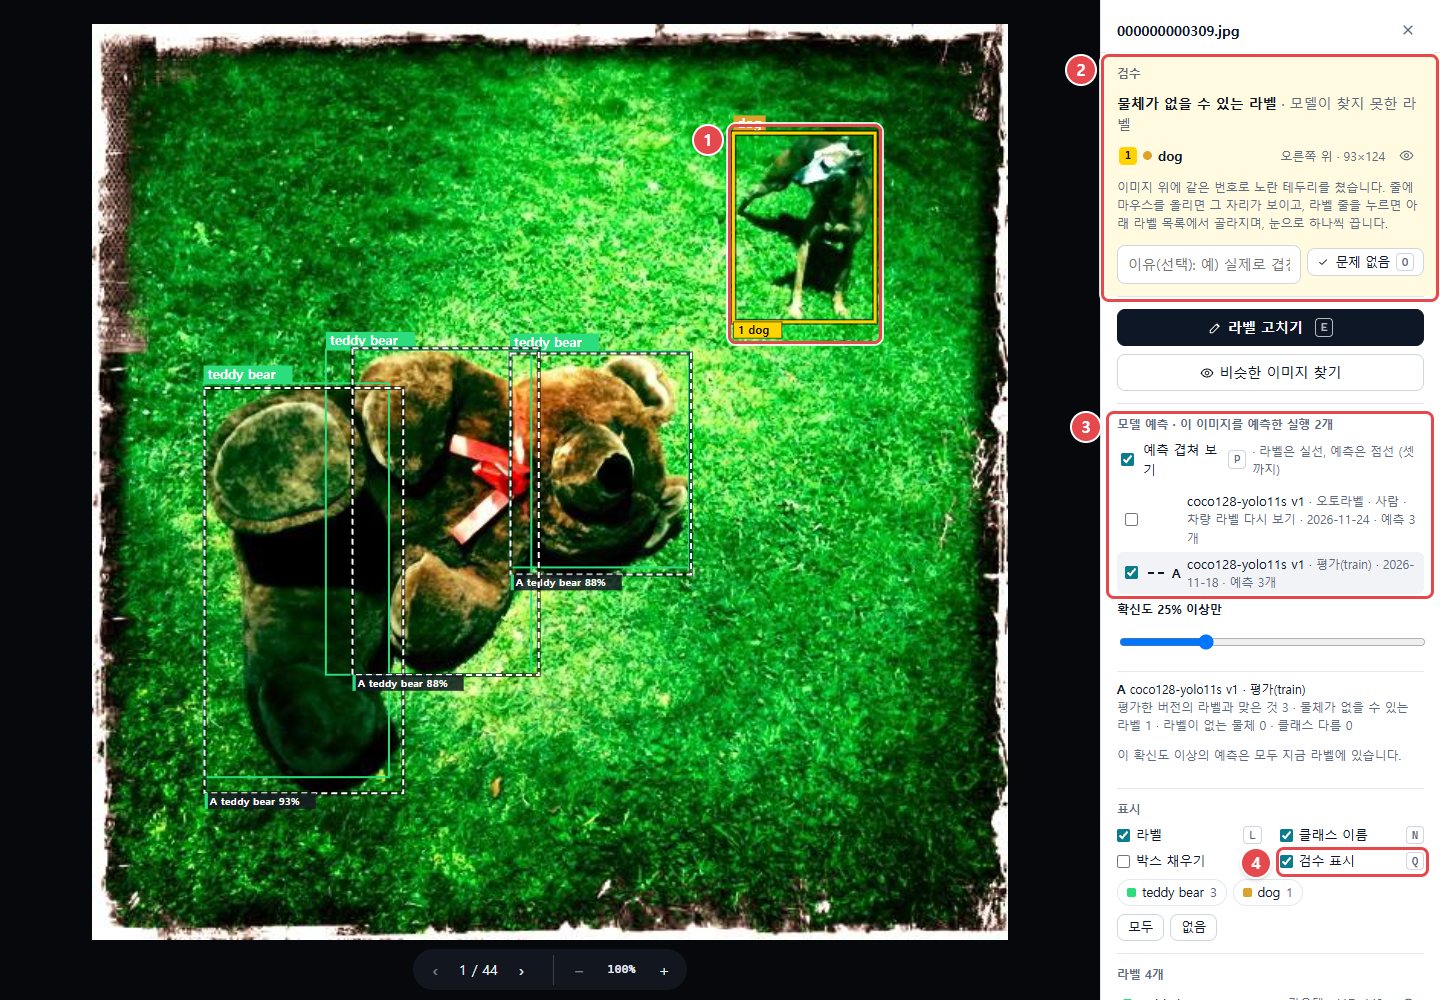 000000000309.jpg
2
검수
물체가 없을 수 있는 라벨 · 모델이 찾지 못한 라
벨
1 dog 오른쪽 위 · 93×124
이미지 위에 같은 번호로 노란 테두리를 쳤습니다. 줄에
마우스를 올리면 그 자리가 보이고, 라벨 줄을 누르면 아
래 라벨 목록에서 골라지며, 눈으로 하나씩 끕니다.
이유(선택): 예) 실제로 겹
문제 없음 0
라벨 고치기 E
비슷한 이미지 찾기
3
모델 예측 · 이 이미지를 예측한 실행 2개
예측 겹쳐 보
기
P
· 라벨은 실선, 예측은 점선 (셋
까지)
coco128-yolo11s v1 · 오토라벨 · 사람 ·
차량 라벨 다시 보기 · 2026-11-24 · 예측 3
개
A
coco128-yolo11s v1 · 평가(train) · 2026-
11-18 · 예측 3개
확신도 25% 이상만
A coco128-yolo11s v1 · 평가(train)
평가한 버전의 라벨과 맞은 것 3 · 물체가 없을 수 있는
라벨 1 · 라벨이 없는 물체 0 · 클래스 다름 0
이 확신도 이상의 예측은 모두 지금 라벨에 있습니다.
표시
라벨 L
클래스 이름 N
박스 채우기
4
검수 표시 Q
teddy bear 3
dog 1
모두
없음
라벨 4개
1
dog
1 dog
teddy bear
teddy bear
teddy bear
A teddy bear 88%
A teddy bear 88%
A teddy bear 93%
‹ 1 / 44 ›
− 100% +